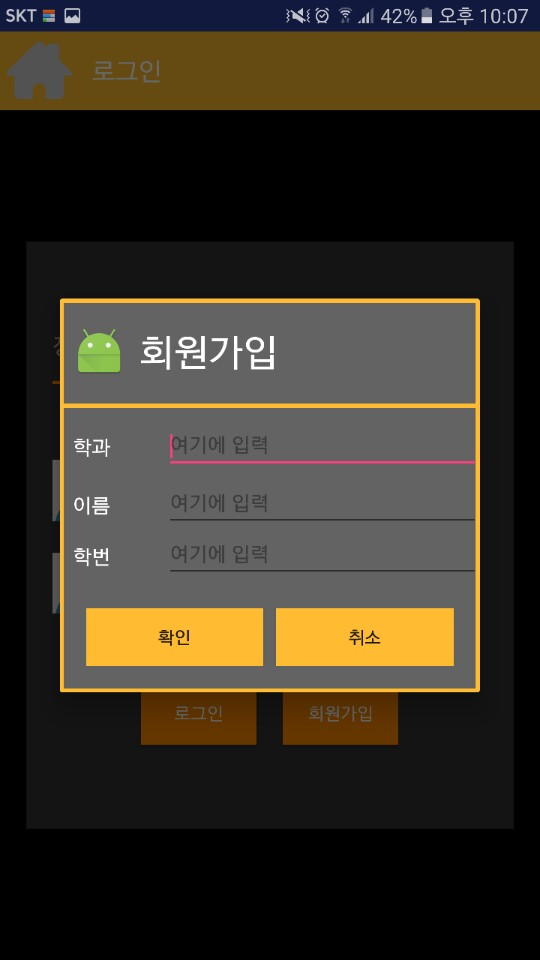 SKT 42% 오후 10:07
로그인
회원가입
학과 여기에 입력
이름 여기에 입력
학번 여기에 입력
확인 취소
로그인 회원가입